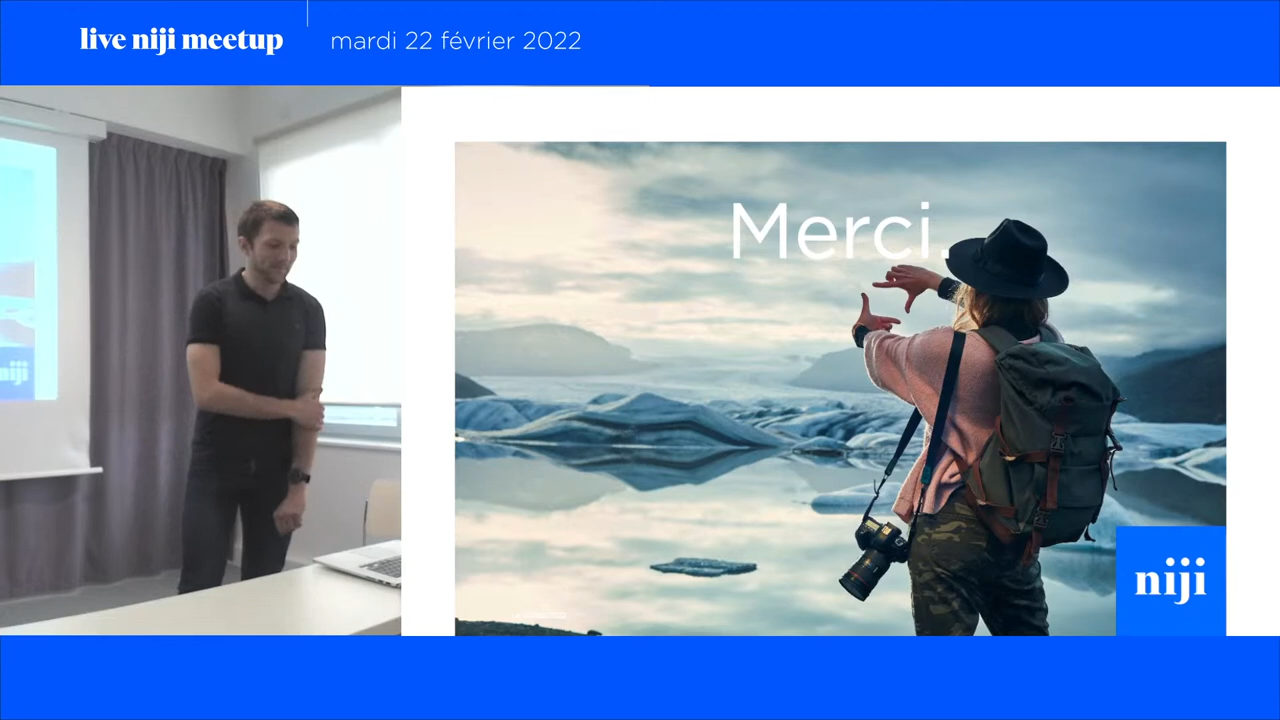 live niji meetup
mardi 22 février 2022
Merci.
niji
niji